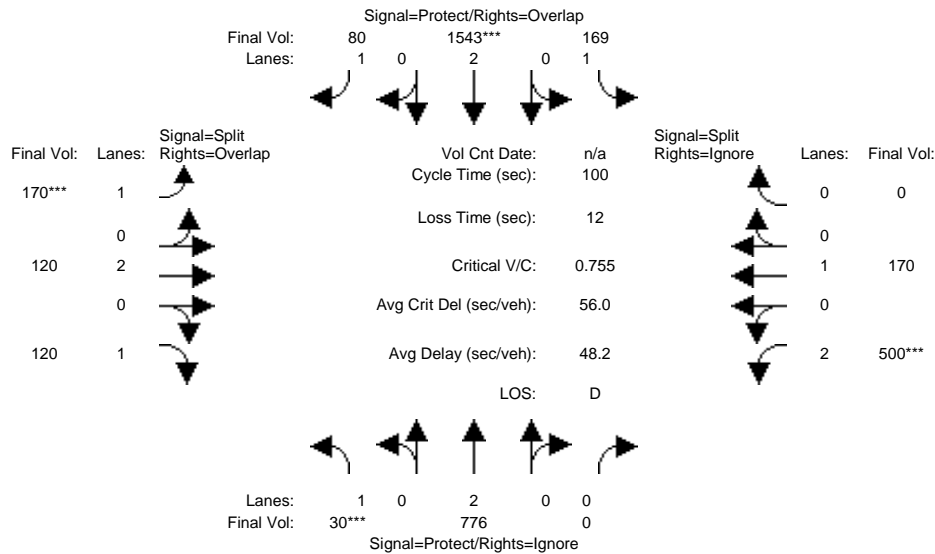 Signal=Protect/Rights=Overlap
Final Vol: 80 1543*** 169
Lanes: 1 0 2 0 1
Signal=Split
Final Vol: Lanes: Rights=Overlap
Vol Cnt Date: n/a
Signal=Split
Rights=Ignore Lanes: Final Vol:
Cycle Time (sec): 100
170*** 1
0 0
Loss Time (sec): 12
0
0
120 2
Critical V/C: 0.755
1 170
0
Avg Crit Del (sec/veh): 56.0
0
120 1
Avg Delay (sec/veh): 48.2
2 500***
LOS: D
Lanes: 1 0 2 0 0
Final Vol: 30*** 776 0
Signal=Protect/Rights=Ignore